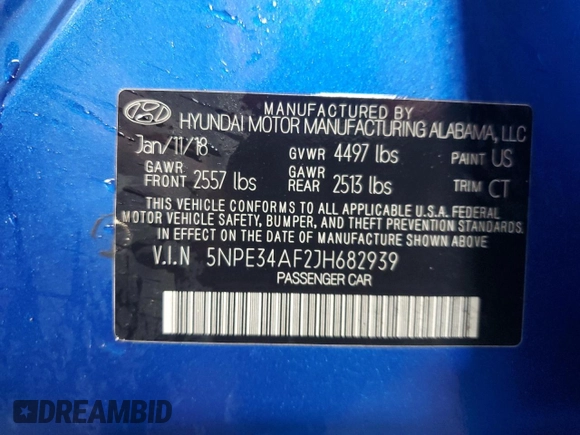 MANUFACTURED BY
HYUNDAI MOTOR MANUFACTURING ALABAMA, LLC
Jan/11/18 GVWR 4497 lbs PAINT US
GAWR FRONT 2557 lbs GAWR REAR 2513 lbs TRIM CT
THIS VEHICLE CONFORMS TO ALL APPLICABLE U.S.A. FEDERAL
MOTOR VEHICLE SAFETY, BUMPER, AND THEFT PREVENTION STANDARDS
IN EFFECT ON THE DATE OF MANUFACTURE SHOWN ABOVE
V.I.N 5NPE34AF2JH682939
PASSENGER CAR
DREAMBID